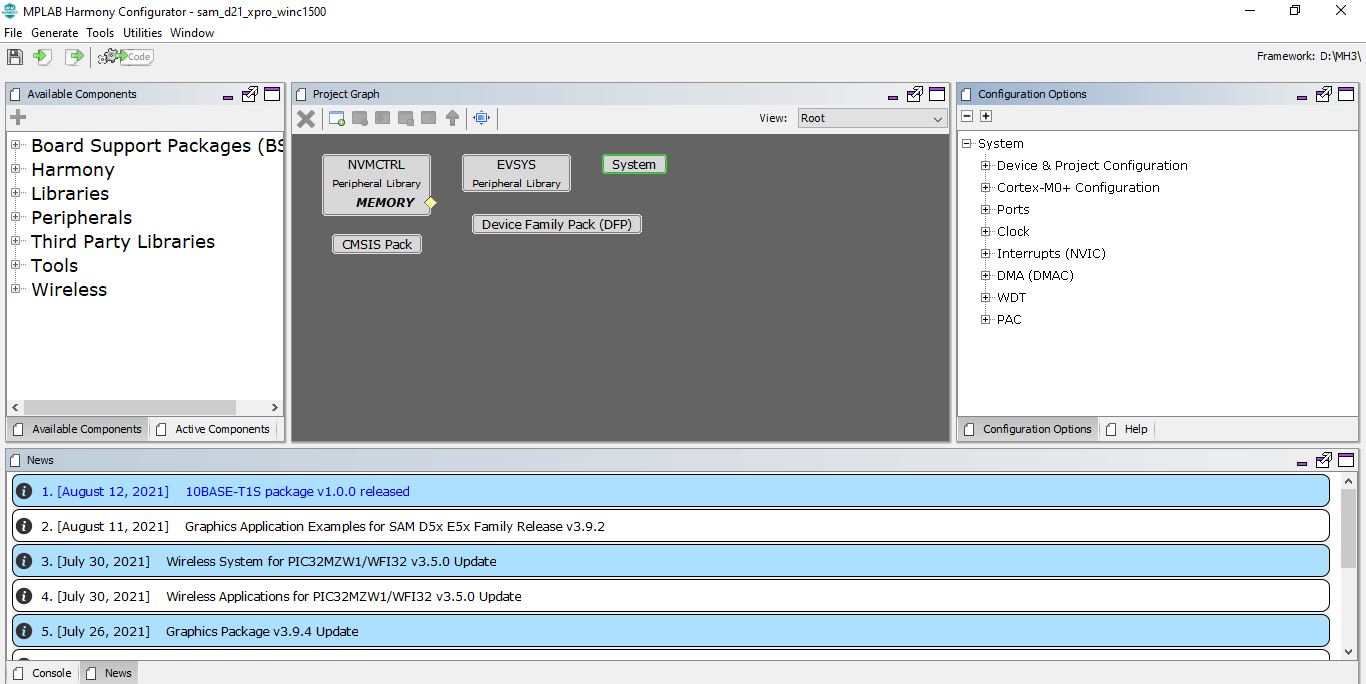 MPLAB Harmony Configurator - sam_d21_xpro_winc1500
File Generate Tools Utilities Window
Code
Framework: D:\MH3\
Available Components
Board Support Packages (BS
Harmony
Libraries
Peripherals
Third Party Libraries
Tools
Wireless
Available Components
Active Components
Project Graph
View: Root
NVMCTRL
Peripheral Library
MEMORY
EVSYS
Peripheral Library
System
Device Family Pack (DFP)
CMSIS Pack
Configuration Options
System
Device & Project Configuration
Cortex-M0+ Configuration
Ports
Clock
Interrupts (NVIC)
DMA (DMAC)
WDT
PAC
Configuration Options
Help
News
1. [August 12, 2021] 10BASE-T1S package v1.0.0 released
2. [August 11, 2021] Graphics Application Examples for SAM D5x E5x Family Release v3.9.2
3. [July 30, 2021] Wireless System for PIC32MZW1/WFI32 v3.5.0 Update
4. [July 30, 2021] Wireless Applications for PIC32MZW1/WFI32 v3.5.0 Update
5. [July 26, 2021] Graphics Package v3.9.4 Update
Console
News